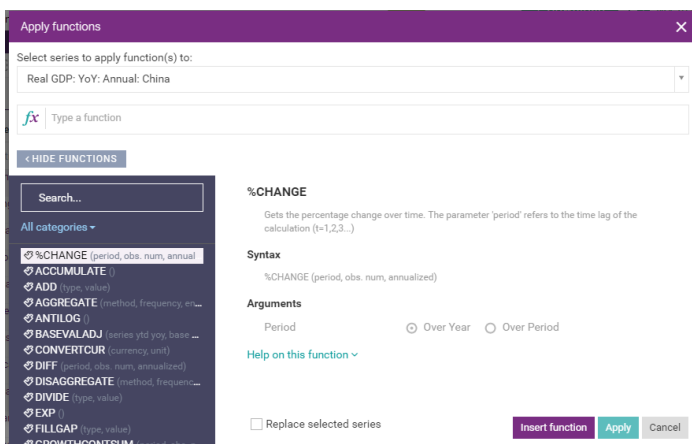 Apply functions
Select series to apply function(s) to:
Real GDP: YoY: Annual: China
fx Type a function
< HIDE FUNCTIONS
Search...
All categories
%CHANGE (period, obs. num, annual
ACCUMULATE ()
ADD (type, value)
AGGREGATE (method, frequency, en...
ANTILOG ()
BASEVALADJ (series ytd yoy, base ...
CONVERTCUR (currency, unit)
DIFF (period, obs. num, annualized)
DISAGGREGATE (method, frequenc...
DIVIDE (type, value)
EXP ()
FILLGAP (type, value)
%CHANGE
Gets the percentage change over time. The parameter 'period' refers to the time lag of the
calculation (t=1,2,3...)
Syntax
%CHANGE (period, obs. num, annualized)
Arguments
Period Over Year Over Period
Help on this function
Replace selected series
Insert function Apply Cancel